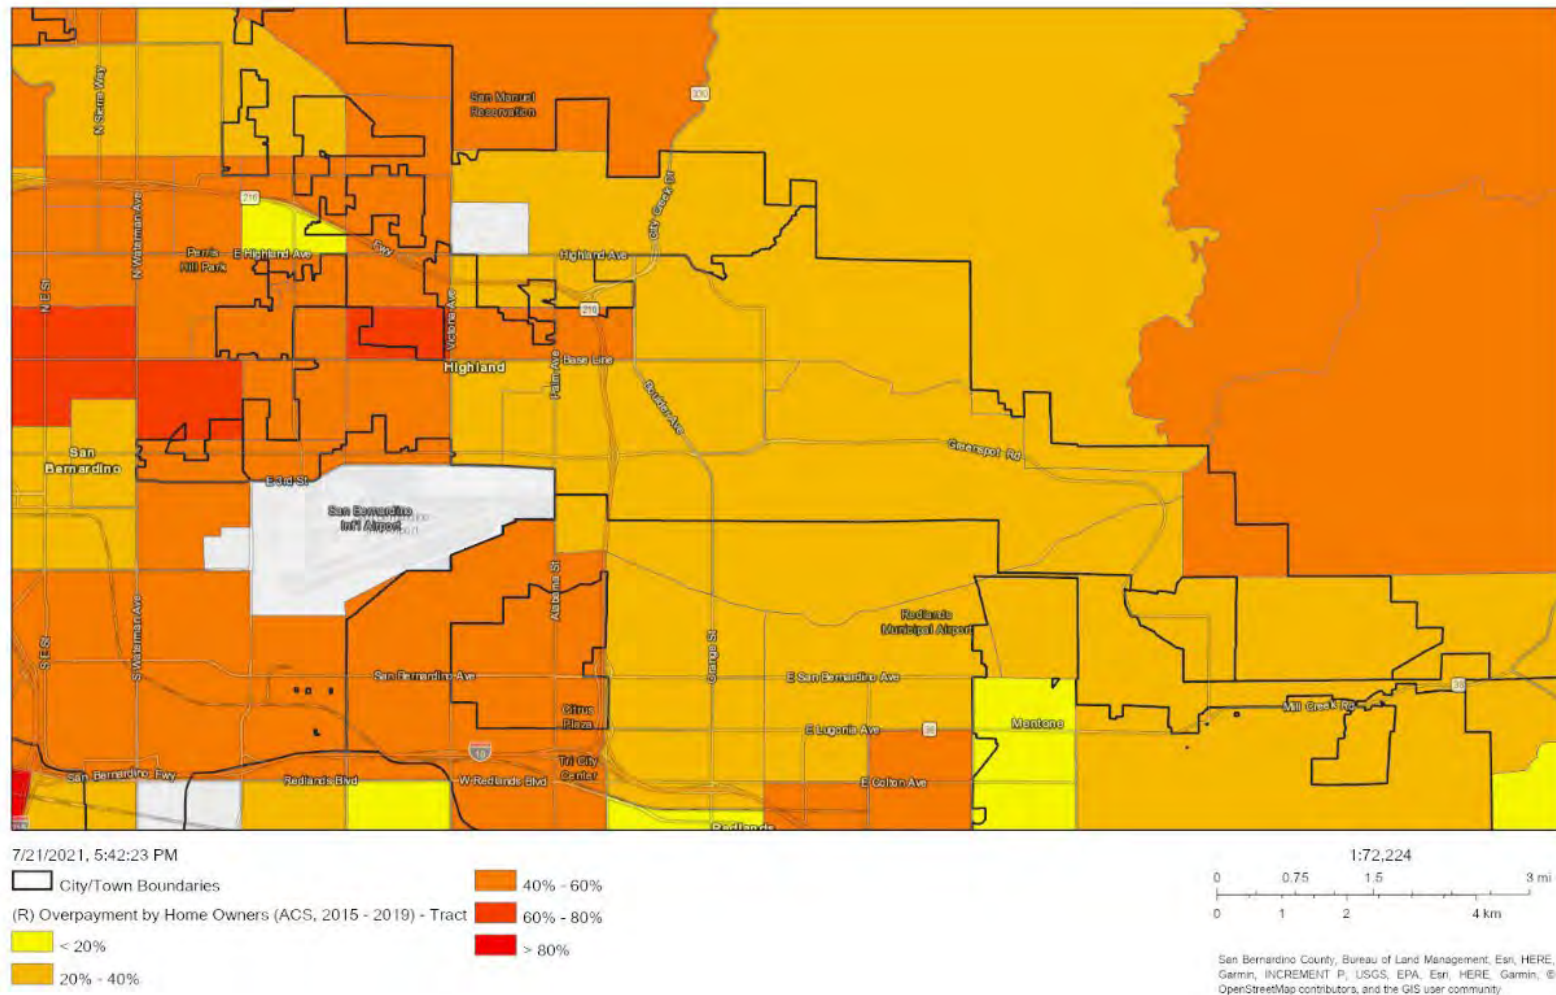 San Manuel
Reservation
330
N Sierra Way
City Creek Dr
216
N Waterman Ave
Perris
Hill Park
E Highland Ave
Fwy
Highland Ave
N E St
Victoria Ave
216
Base Line
Highland
Palm Ave
Boulder Ave
San
Bernardino
Greenspot Rd
E 3rd St
San Bernardino
Int'l Airport
Alabama St
S Waterman Ave
S E St
Redlands
Municipal Airport
Orange St
San Bernardino Ave
E San Bernardino Ave
38
Citrus
Plaza
Mentone
Mill Creek Rd
E Lugonia Ave
38
10
Tri City
Center
San Bernardino Fwy
Redlands Blvd
W Redlands Blvd
E Colton Ave
Redlands
7/21/2021, 5:42:23 PM
City/Town Boundaries
(R) Overpayment by Home Owners (ACS, 2015 - 2019) - Tract
< 20%
20% - 40%
40% - 60%
60% - 80%
> 80%
1:72,224
0 0.75 1.5 3 mi
0 1 2 4 km
San Bernardino County, Bureau of Land Management, Esri, HERE,
Garmin, INCREMENT P, USGS, EPA, Esri, HERE, Garmin, ©
OpenStreetMap contributors, and the GIS user community